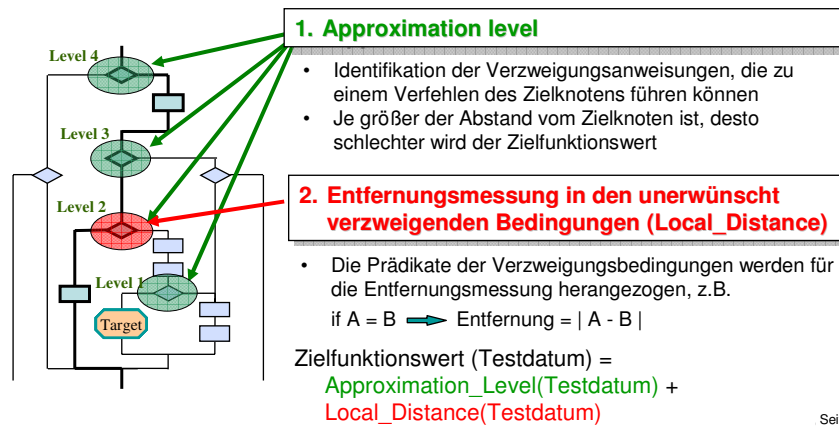 Level 4
Level 3
Level 2
Level 1
Target
1. Approximation level
• Identifikation der Verzweigungsanweisungen, die zu
einem Verfehlen des Zielknotens führen können
• Je größer der Abstand vom Zielknoten ist, desto
schlechter wird der Zielfunktionswert
2. Entfernungsmessung in den unerwünscht
verzweigenden Bedingungen (Local_Distance)
• Die Prädikate der Verzweigungsbedingungen werden für
die Entfernungsmessung herangezogen, z.B.
if A = B Entfernung = | A - B |
Zielfunktionswert (Testdatum) =
Approximation_Level(Testdatum) +
Local_Distance(Testdatum)
Sei